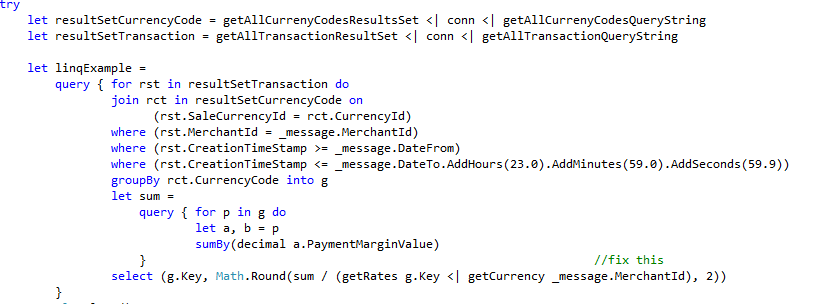 try
    let resultSetCurrencyCode = getAllCurrenyCodesResultsSet <| conn <| getAllCurrenyCodesQueryString
    let resultSetTransaction = getAllTransactionResultSet <| conn <| getAllTransactionQueryString

    let linqExample =
        query { for rst in resultSetTransaction do
                join rct in resultSetCurrencyCode on
                      (rst.SaleCurrencyId = rct.CurrencyId)
                where (rst.MerchantId = _message.MerchantId)
                where (rst.CreationTimeStamp >= _message.DateFrom)
                where (rst.CreationTimeStamp <= _message.DateTo.AddHours(23.0).AddMinutes(59.0).AddSeconds(59.9))
                groupBy rct.CurrencyCode into g
                let sum =
                    query { for p in g do
                            let a, b = p
                            sumBy(decimal a.PaymentMarginValue)
                    }                                                                //fix this
                select (g.Key, Math.Round(sum / (getRates g.Key <| getCurrency _message.MerchantId), 2))
        }